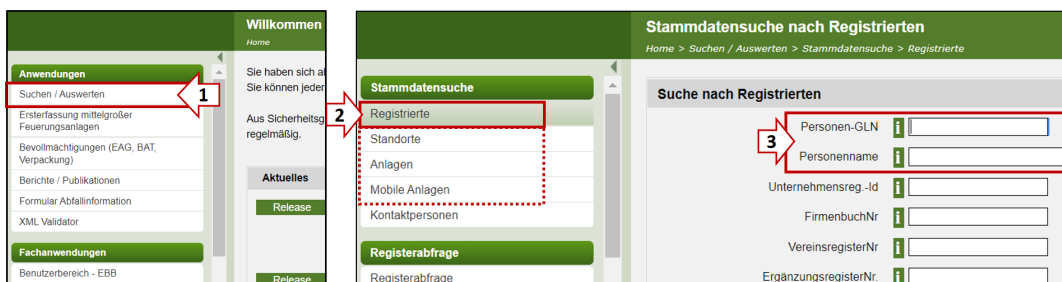 Willkommen
Home
Anwendungen
Suchen / Auswerten
1
Ersterfassung mittelgroßer
Feuerungsanlagen
Bevollmächtigungen (EAG, BAT,
Verpackung)
Berichte / Publikationen
Formular Abfallinformation
XML Validator
Fachanwendungen
Benutzerbereich - EBB
Sie haben sich al
Sie können jeder
Aus Sicherheitsg
regelmäßig.
Aktuelles
Release
Release
Stammdatensuche nach Registrierten
Home > Suchen / Auswerten > Stammdatensuche > Registrierte
Stammdatensuche
2
Registrierte
Standorte
Anlagen
Mobile Anlagen
Kontaktpersonen
Registerabfrage
Registerabfrage
Suche nach Registrierten
3
Personen-GLN
Personenname
Unternehmensreg.-Id
FirmenbuchNr
VereinsregisterNr
ErgänzungsregisterNr.